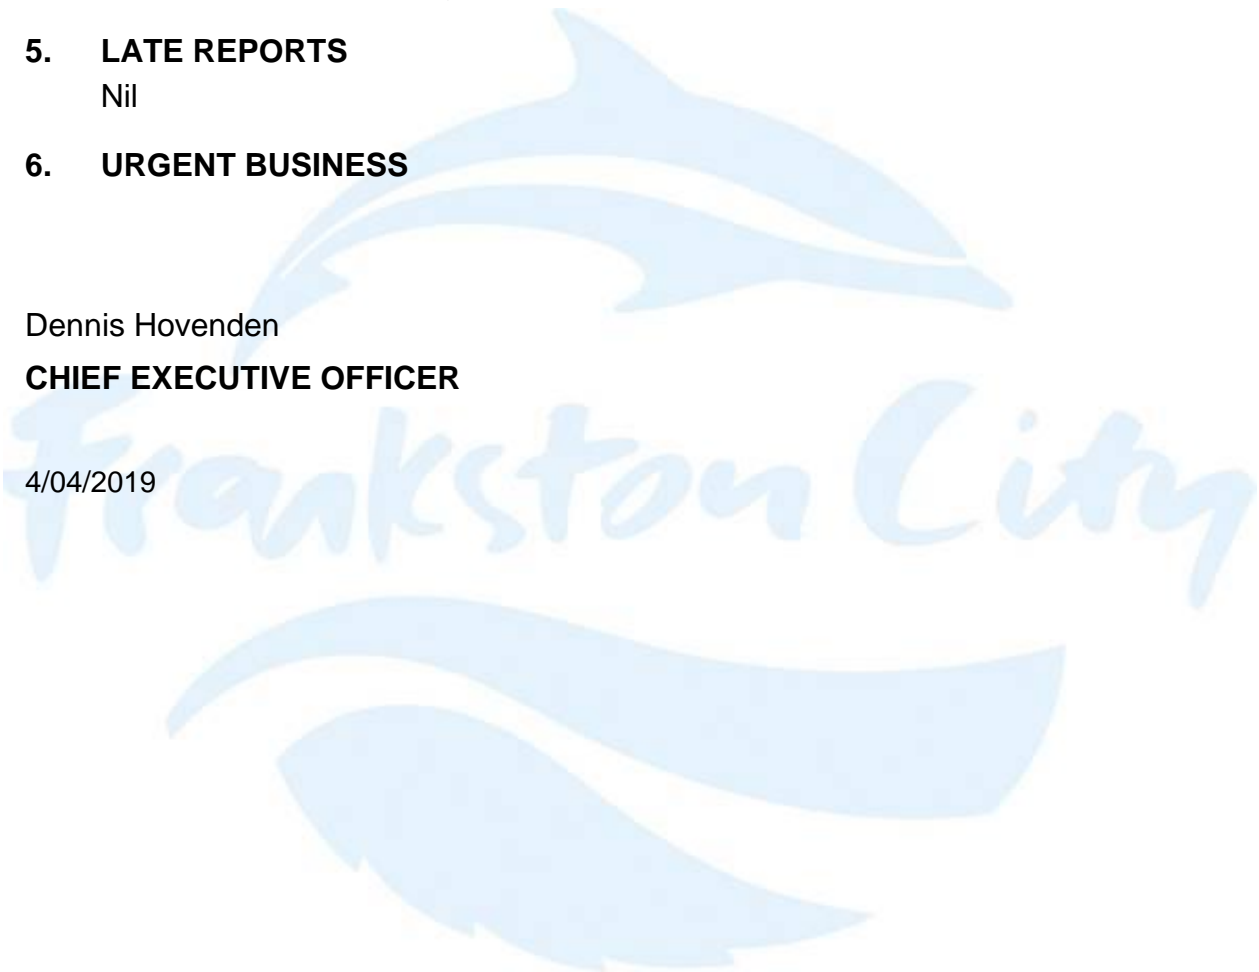 5. LATE REPORTS
Nil
6. URGENT BUSINESS
Dennis Hovenden
CHIEF EXECUTIVE OFFICER
4/04/2019
Frankston City